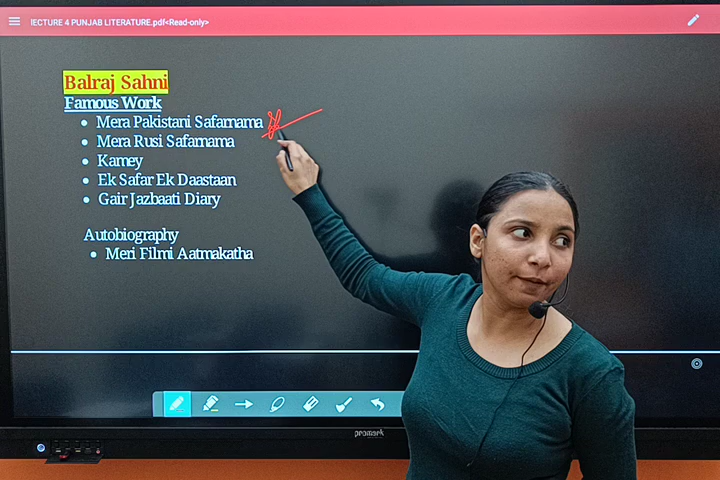 lECTURE 4 PUNJAB LITERATURE.pdf<Read-only>
Balraj Sahni
Famous Work
• Mera Pakistani Safarnama
• Mera Rusi Safarnama
• Kamey
• Ek Safar Ek Daastaan
• Gair Jazbaati Diary
Autobiography
• Meri Filmi Aatmakatha
promark